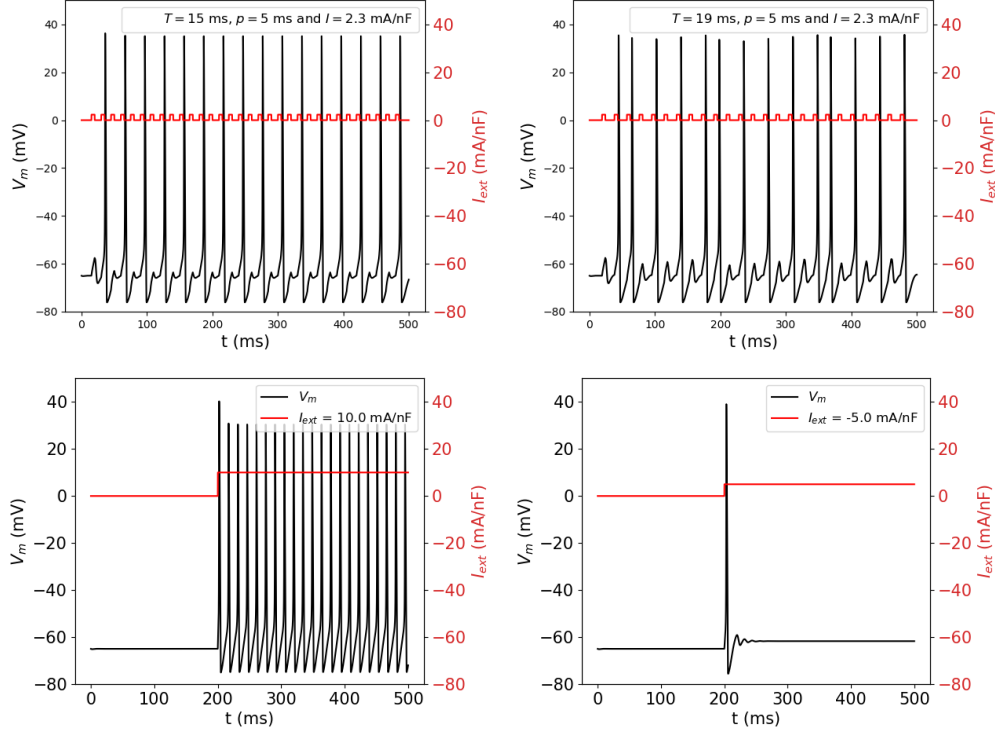 T = 15 ms, p = 5 ms and I = 2.3 mA/nF
40
20
0
−20
−40
−60
−80
V_m (mV)
40
20
0
−20
−40
−60
−80
I_ext (mA/nF)
0 100 200 300 400 500
t (ms)
T = 19 ms, p = 5 ms and I = 2.3 mA/nF
40
20
0
−20
−40
−60
−80
V_m (mV)
40
20
0
−20
−40
−60
−80
I_ext (mA/nF)
0 100 200 300 400 500
t (ms)
V_m
I_ext = 10.0 mA/nF
40
20
0
−20
−40
−60
−80
V_m (mV)
40
20
0
−20
−40
−60
−80
I_ext (mA/nF)
0 100 200 300 400 500
t (ms)
V_m
I_ext = -5.0 mA/nF
40
20
0
−20
−40
−60
−80
V_m (mV)
40
20
0
−20
−40
−60
−80
I_ext (mA/nF)
0 100 200 300 400 500
t (ms)